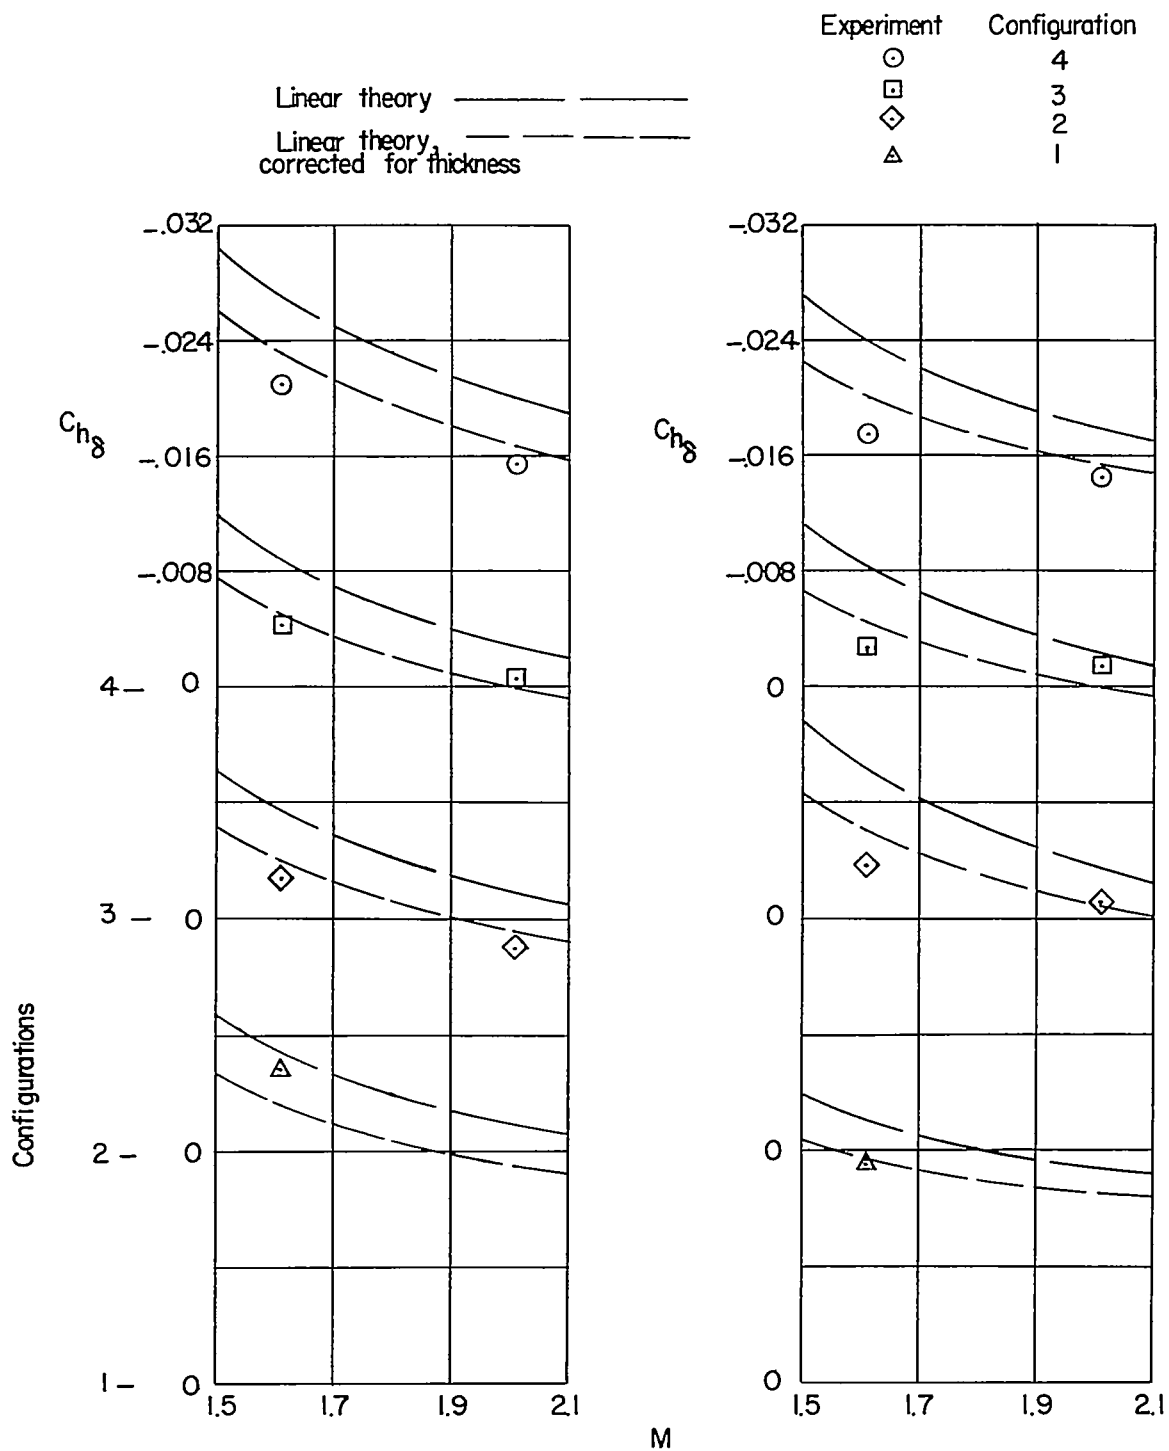 Experiment Configuration
⊙ 4
⊡ 3
◇ 2
△ 1
Linear theory
Linear theory,
corrected for thickness
-.032
-.024
C_hδ
-.016
-.008
4 – 0
3 – 0
2 – 0
1 – 0
Configurations
1.5 1.7 1.9 2.1
-.032
-.024
C_hδ
-.016
-.008
0
0
0
0
1.5 1.7 1.9 2.1
M